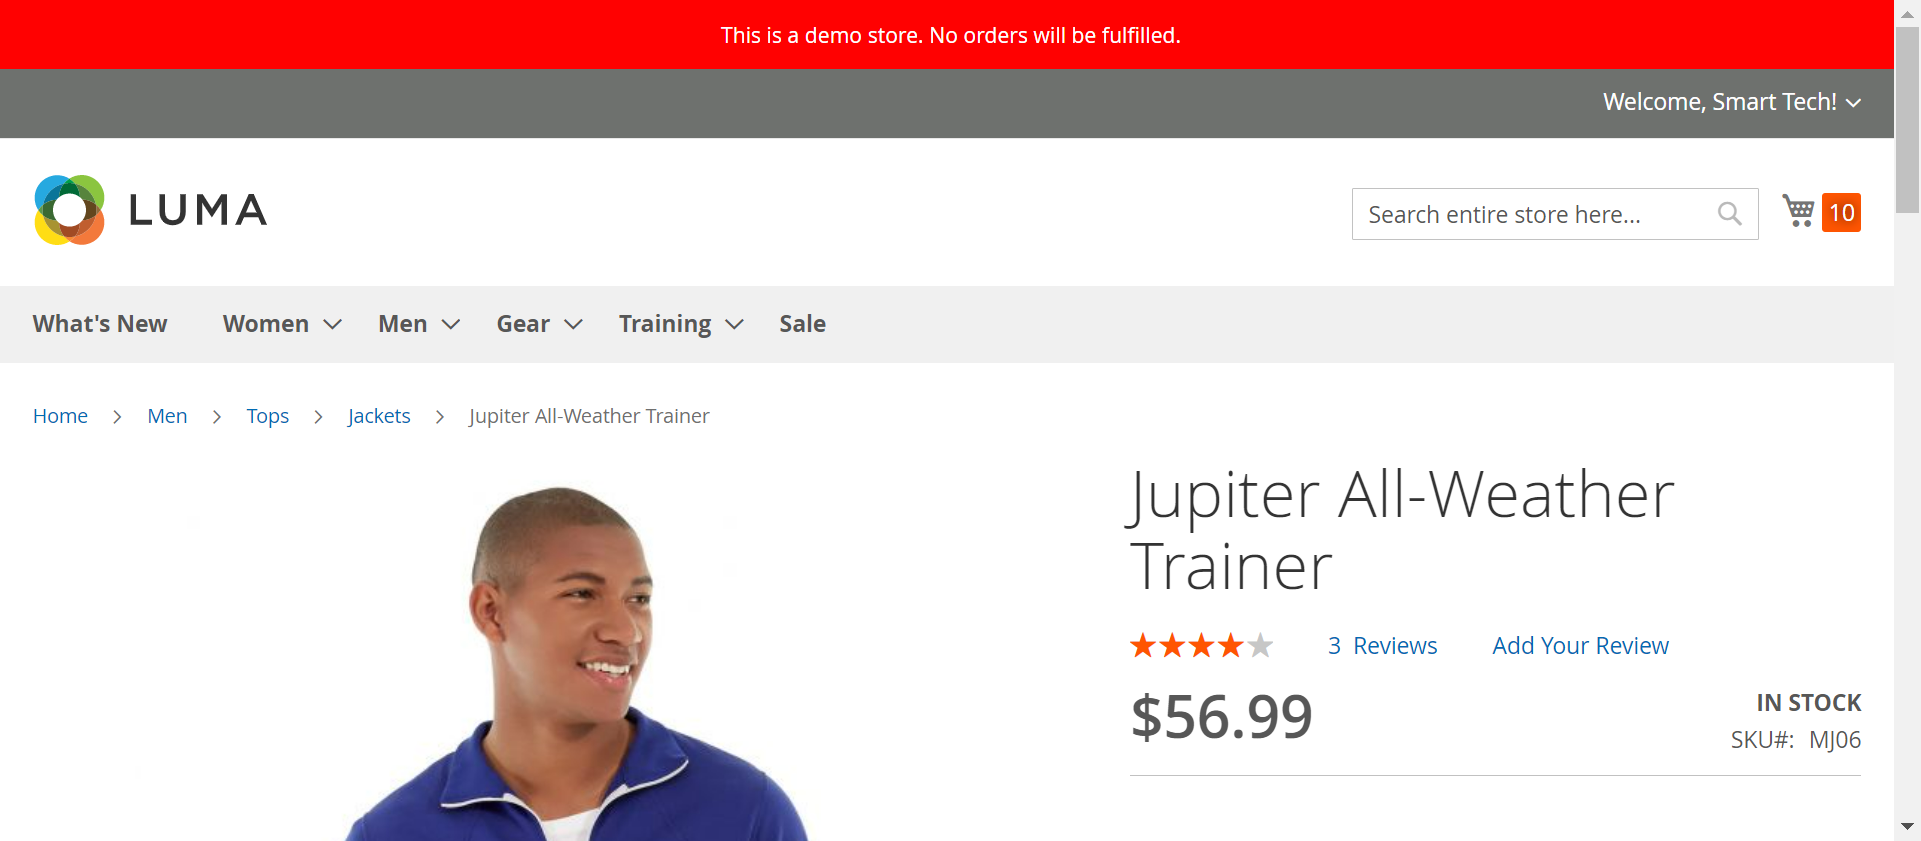 This is a demo store. No orders will be fulfilled.
Welcome, Smart Tech!
LUMA
Search entire store here...
10
What's New Women Men Gear Training Sale
Home Men Tops Jackets Jupiter All-Weather Trainer
Jupiter All-Weather
Trainer
3 Reviews Add Your Review
$56.99
IN STOCK
SKU#: MJ06